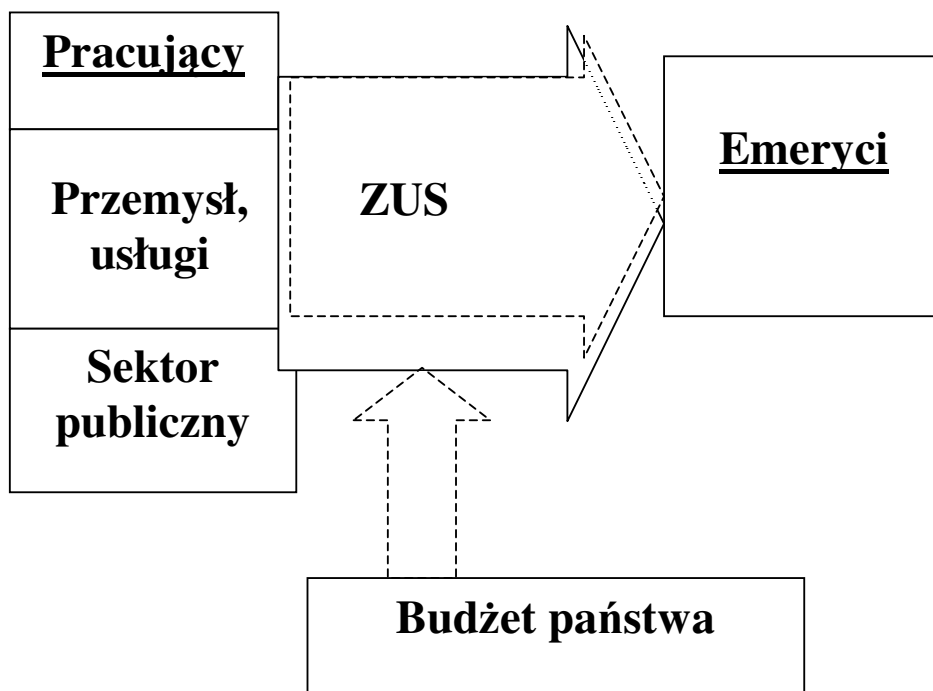 Pracujący
Przemysł,
usługi
Sektor
publiczny
ZUS
Emeryci
Budżet państwa